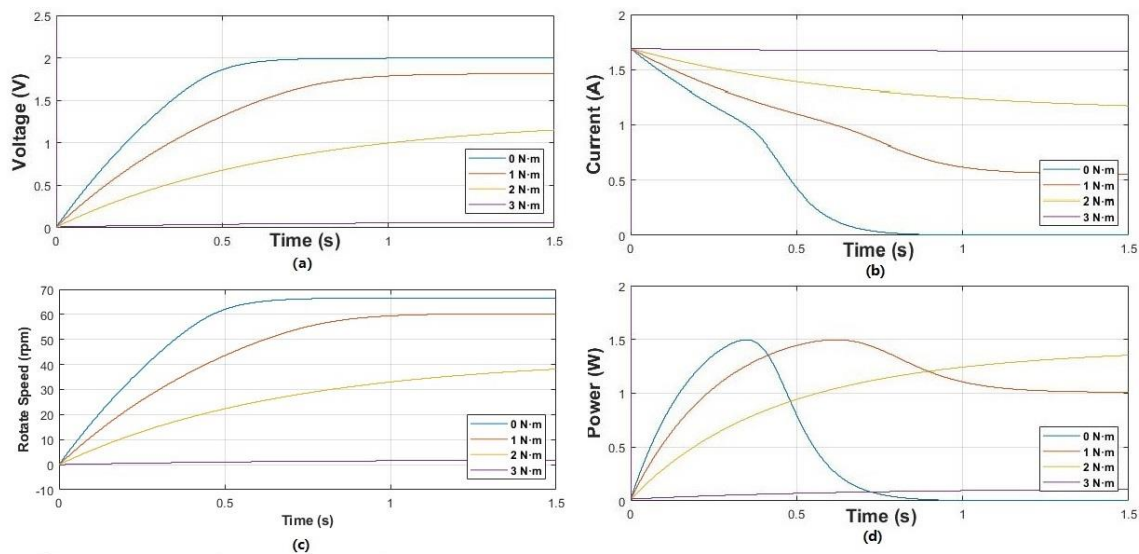 2.5
2
1.5
1
0.5
0
Voltage (V)
0 N·m
1 N·m
2 N·m
3 N·m
0 0.5 1 1.5
Time (s)
(a)
2
1.5
1
0.5
0
Current (A)
0 N·m
1 N·m
2 N·m
3 N·m
0 0.5 1 1.5
Time (s)
(b)
70
60
50
40
30
20
10
0
-10
Rotate Speed (rpm)
0 N·m
1 N·m
2 N·m
3 N·m
0 0.5 1 1.5
Time (s)
(c)
2
1.5
1
0.5
0
Power (W)
0 N·m
1 N·m
2 N·m
3 N·m
0 0.5 1 1.5
Time (s)
(d)